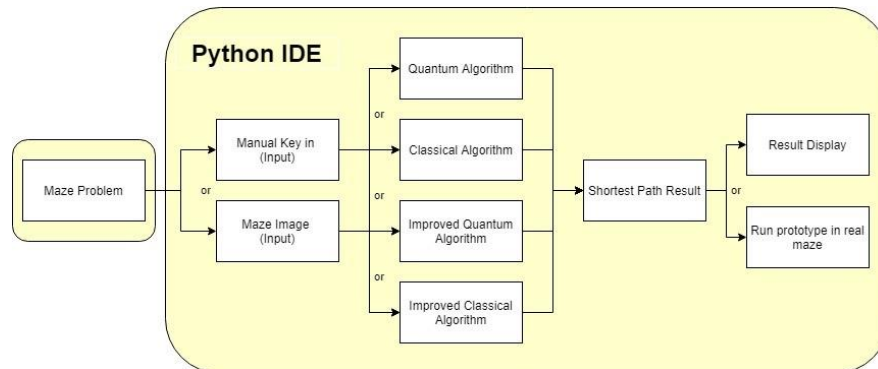 Python IDE
Maze Problem
or
Manual Key in
(Input)
Maze Image
(Input)
Quantum Algorithm
or
Classical Algorithm
or
Improved Quantum
Algorithm
or
Improved Classical
Algorithm
Shortest Path Result
Result Display
or
Run prototype in real
maze